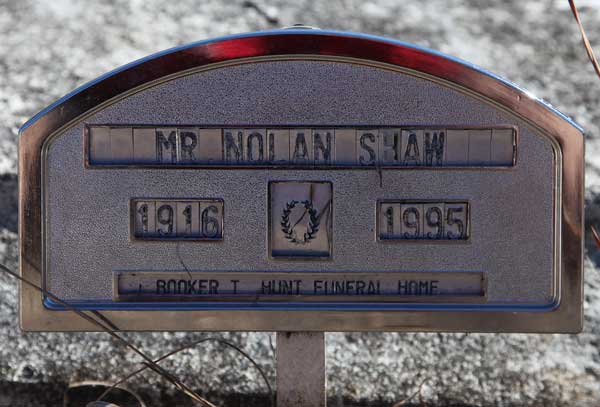 MR. NOLAN SHAW
1916 1995
BOOKER T. HUNT FUNERAL HOME